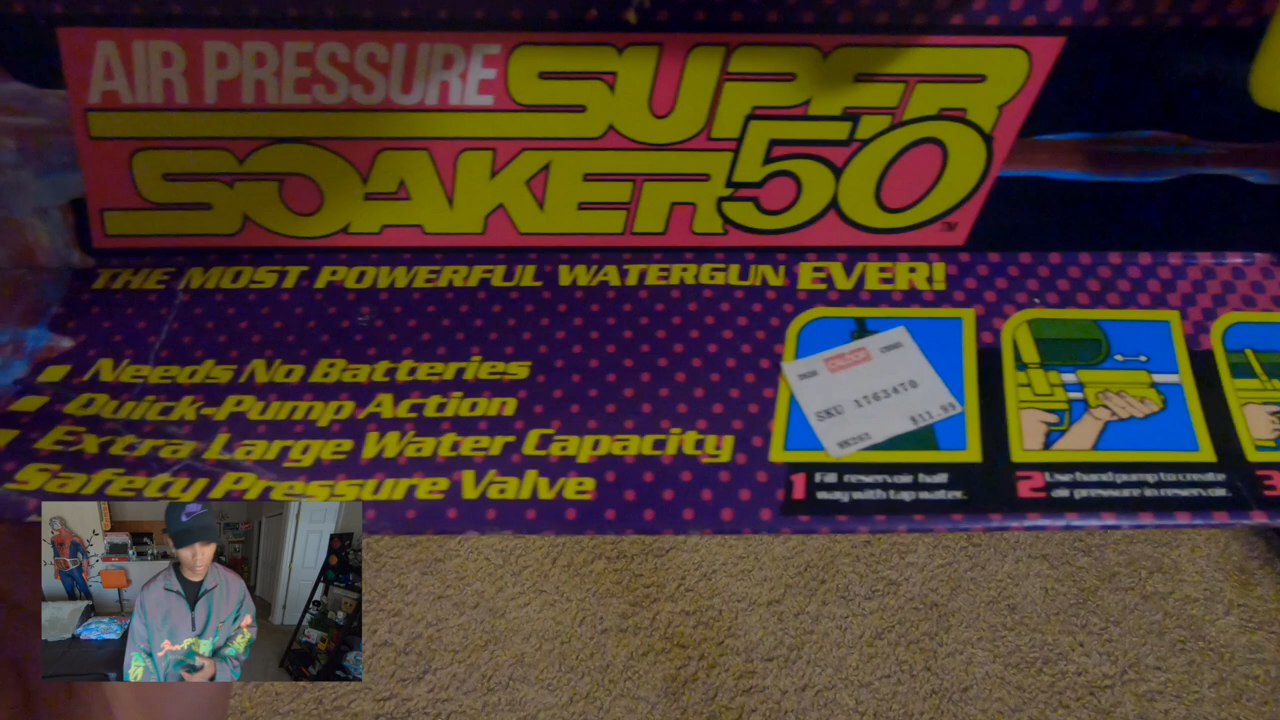 AIR PRESSURE SUPER
SOAKER 50 ™
THE MOST POWERFUL WATERGUN EVER!
Needs No Batteries
Quick-Pump Action
Extra Large Water Capacity
Safety Pressure Valve
SKU 1763470
$11.99
1 Fill reservoir half
way with tap water.
2 Use hand pump to create
air pressure in reservoir.
3